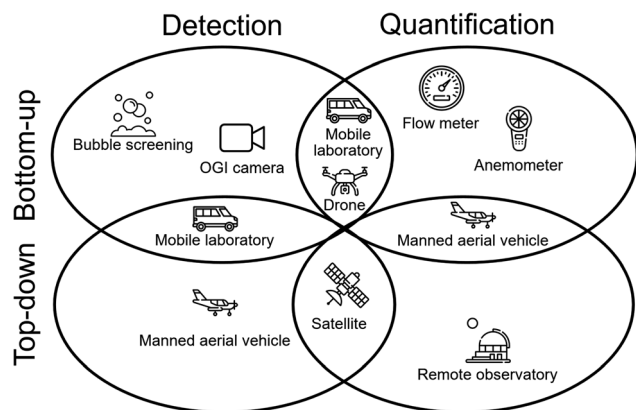 Detection
Quantification
Bottom-up
Top-down
Bubble screening
OGI camera
Mobile
laboratory
Drone
Flow meter
Anemometer
Mobile laboratory
Manned aerial vehicle
Manned aerial vehicle
Satellite
Remote observatory